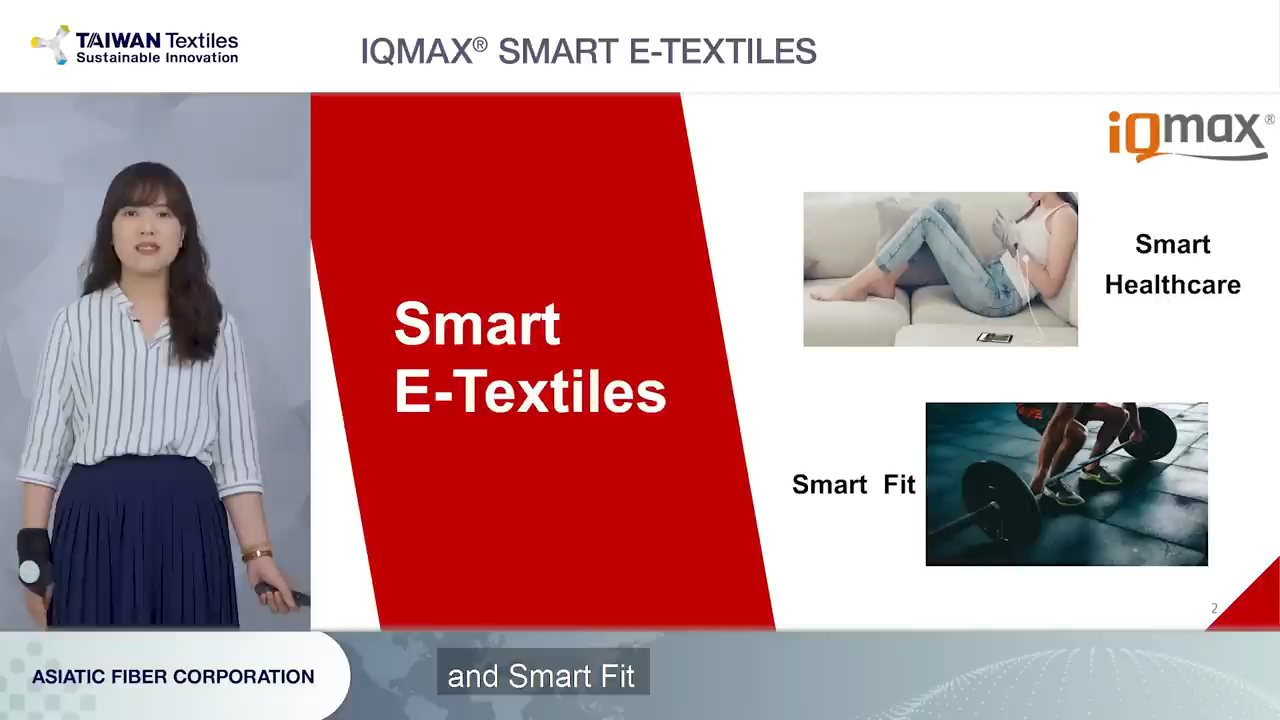 TAIWAN Textiles
Sustainable Innovation
IQMAX® SMART E-TEXTILES
iQmax®
Smart
Healthcare
Smart
E-Textiles
Smart Fit
2
ASIATIC FIBER CORPORATION
and Smart Fit